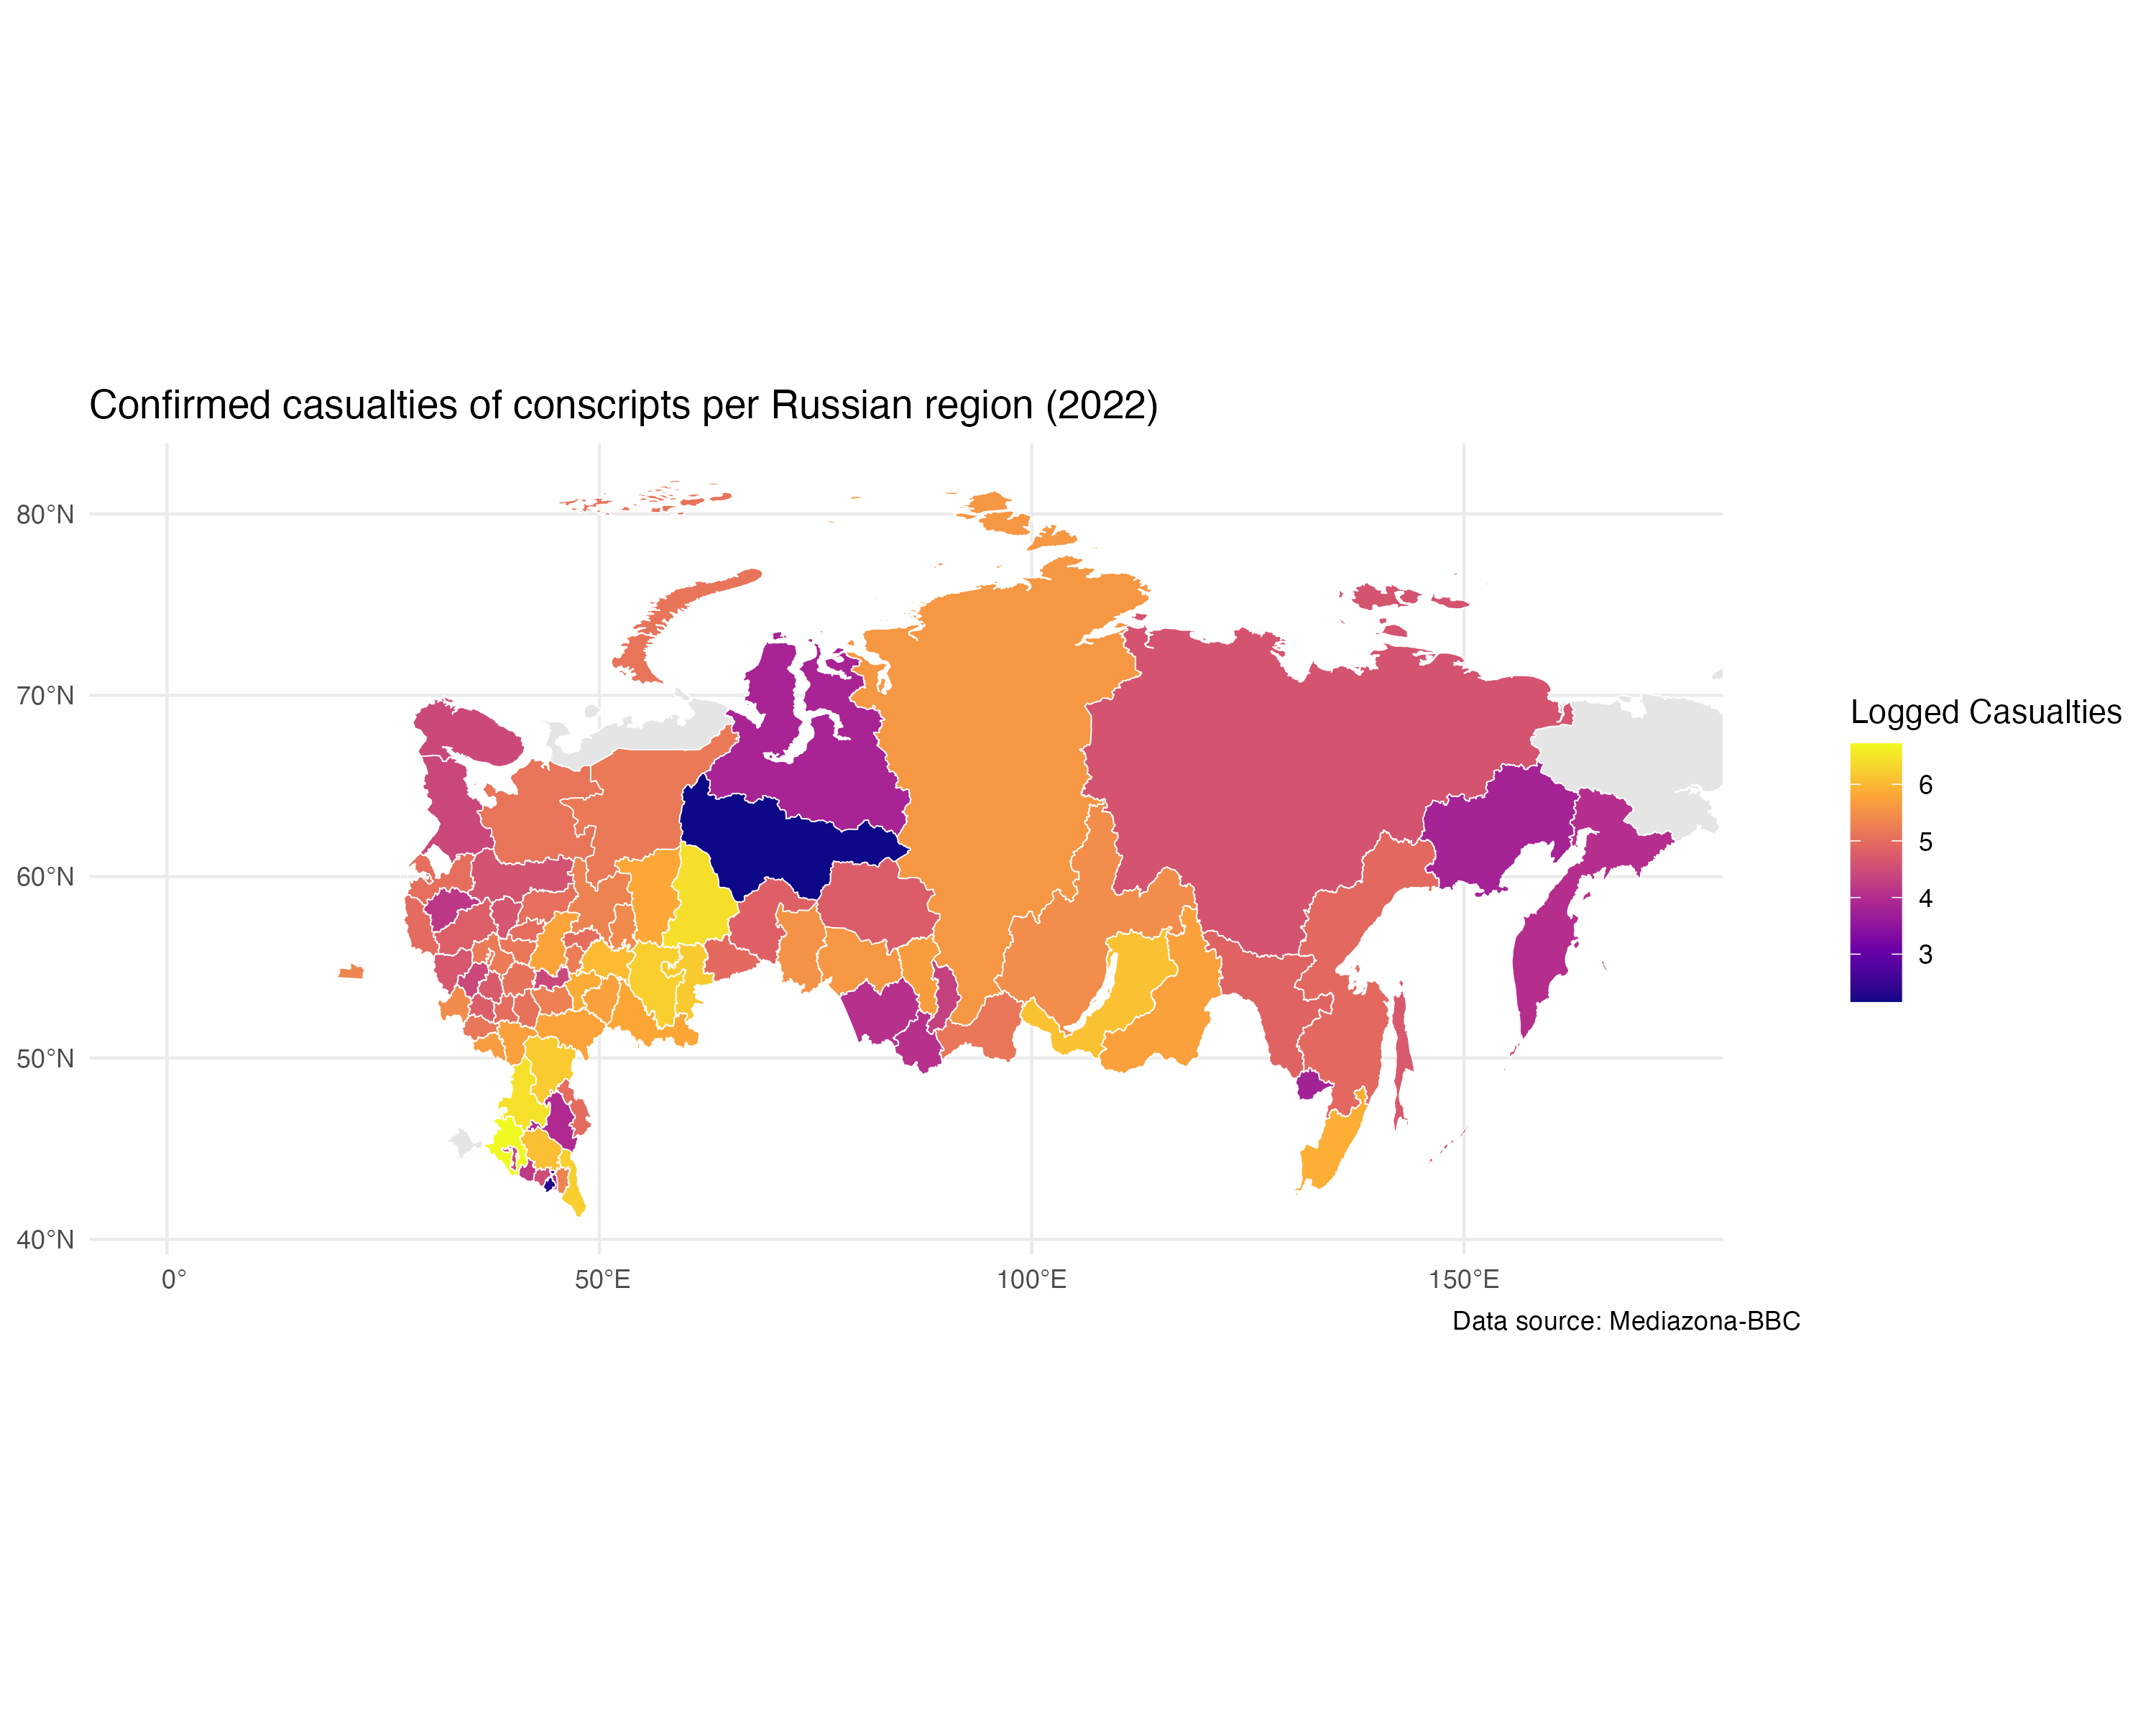 Confirmed casualties of conscripts per Russian region (2022)
80°N
70°N
60°N
50°N
40°N
0°
50°E
100°E
150°E
Logged Casualties
6
5
4
3
Data source: Mediazona-BBC